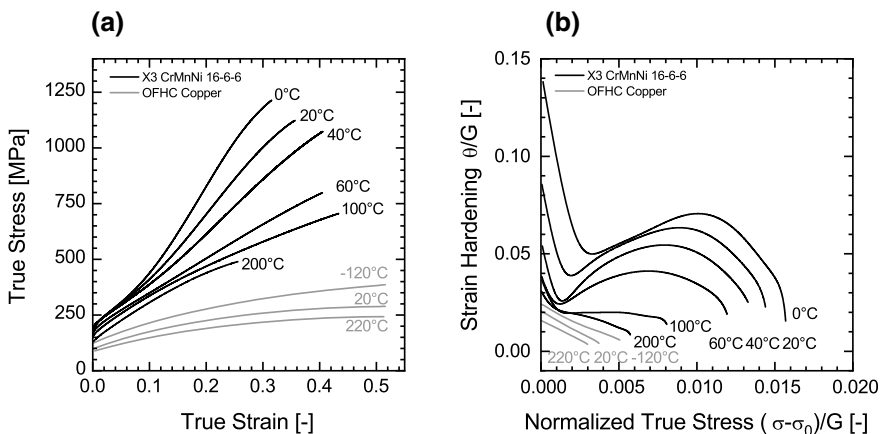 (a)
X3 CrMnNi 16-6-6
OFHC Copper
0°C
20°C
40°C
60°C
100°C
200°C
-120°C
20°C
220°C
1250
1000
750
500
250
0
0.0 0.1 0.2 0.3 0.4 0.5
True Stress [MPa]
True Strain [-]
(b)
X3 CrMnNi 16-6-6
OFHC Copper
0.15
0.10
0.05
0.00
0°C
100°C
200°C
60°C 40°C 20°C
220°C 20°C -120°C
0.000 0.005 0.010 0.015 0.020
Strain Hardening θ/G [-]
Normalized True Stress (σ-σ₀)/G [-]